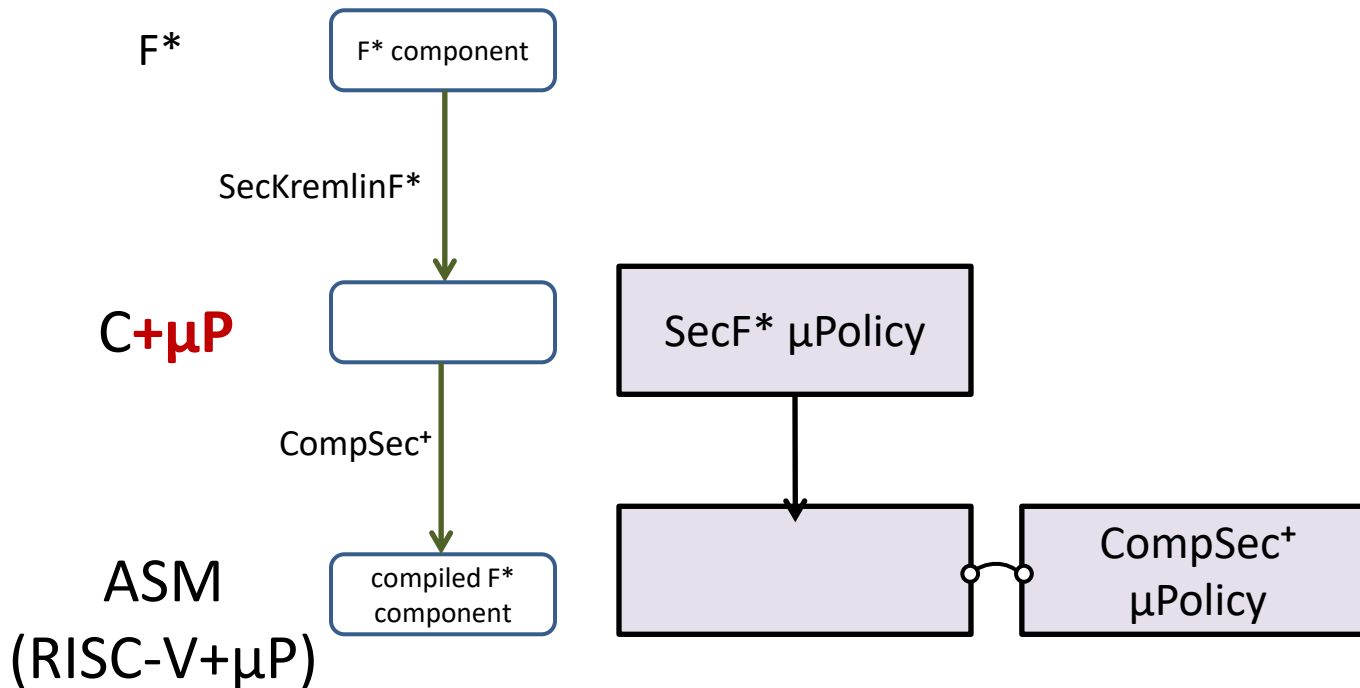 F*
F* component
SecKremlinF*
C+μP
SecF* μPolicy
CompSec⁺
ASM
(RISC-V+μP)
compiled F*
component
CompSec⁺
μPolicy